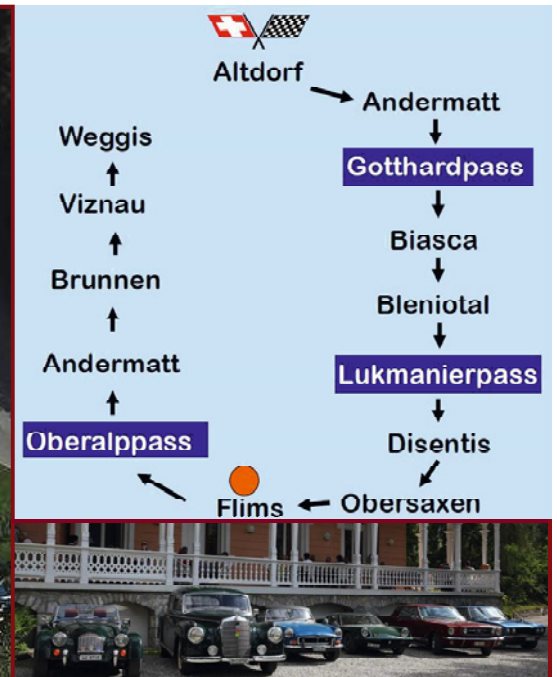 Altdorf
Andermatt
Gotthardpass
Biasca
Bleniotal
Lukmanierpass
Disentis
Obersaxen
Flims
Oberalppass
Andermatt
Brunnen
Viznau
Weggis